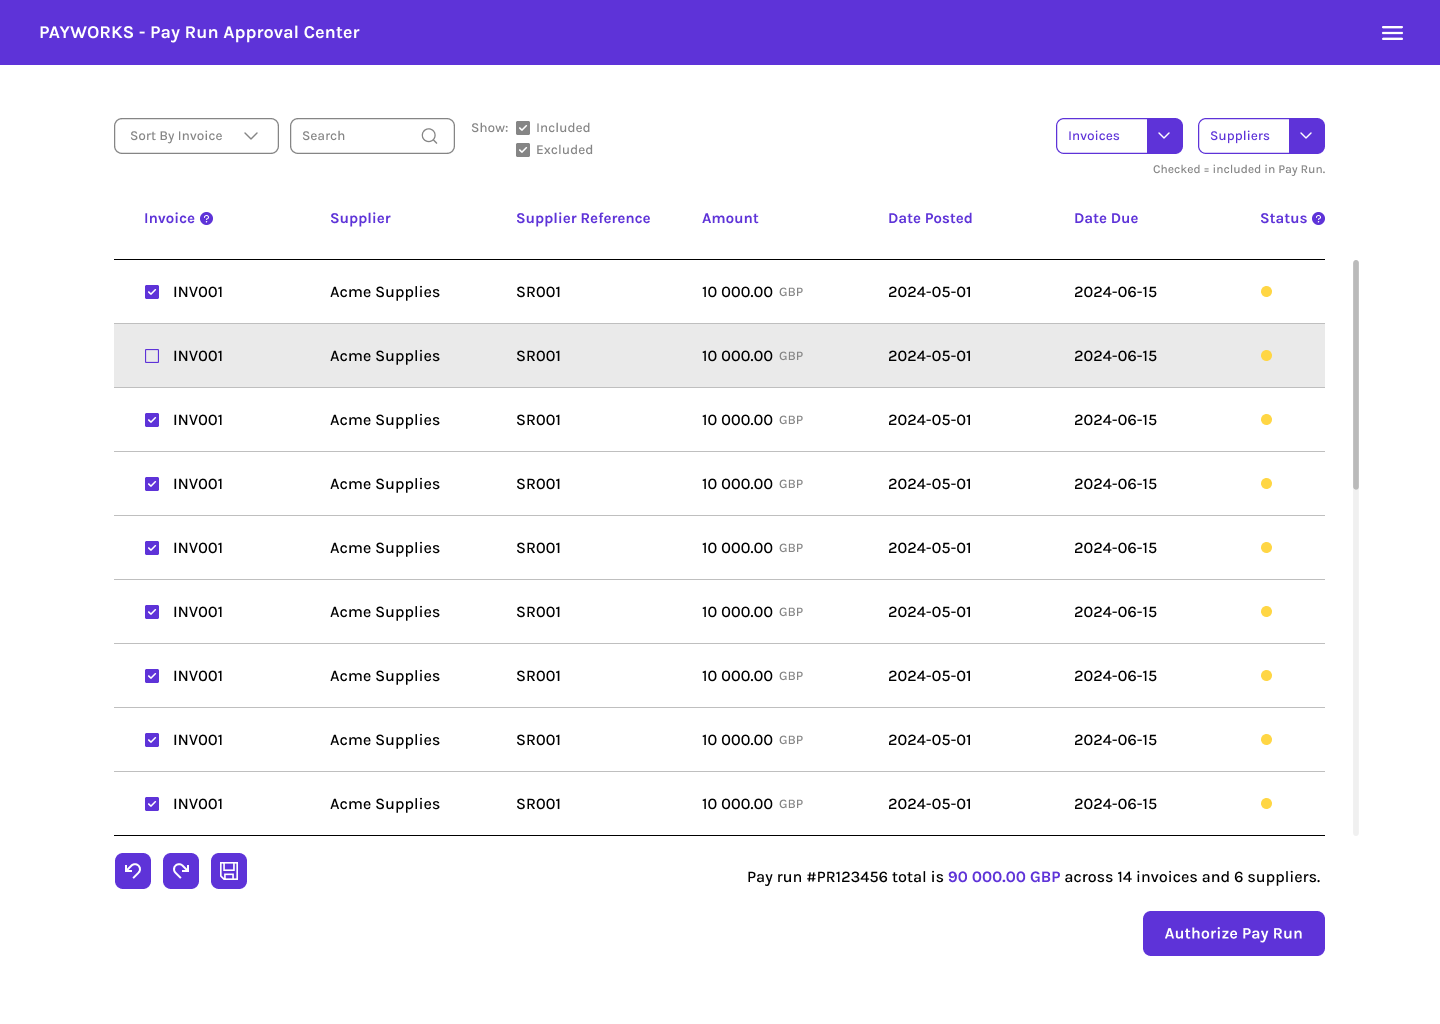 PAYWORKS - Pay Run Approval Center
Sort By Invoice
Search
Show:
Included
Excluded
Invoices
Suppliers
Checked = included in Pay Run.
Invoice ? Supplier Supplier Reference Amount Date Posted Date Due Status ?
INV001 Acme Supplies SR001 10 000.00 GBP 2024-05-01 2024-06-15
INV001 Acme Supplies SR001 10 000.00 GBP 2024-05-01 2024-06-15
INV001 Acme Supplies SR001 10 000.00 GBP 2024-05-01 2024-06-15
INV001 Acme Supplies SR001 10 000.00 GBP 2024-05-01 2024-06-15
INV001 Acme Supplies SR001 10 000.00 GBP 2024-05-01 2024-06-15
INV001 Acme Supplies SR001 10 000.00 GBP 2024-05-01 2024-06-15
INV001 Acme Supplies SR001 10 000.00 GBP 2024-05-01 2024-06-15
INV001 Acme Supplies SR001 10 000.00 GBP 2024-05-01 2024-06-15
INV001 Acme Supplies SR001 10 000.00 GBP 2024-05-01 2024-06-15
Pay run #PR123456 total is 90 000.00 GBP across 14 invoices and 6 suppliers.
Authorize Pay Run